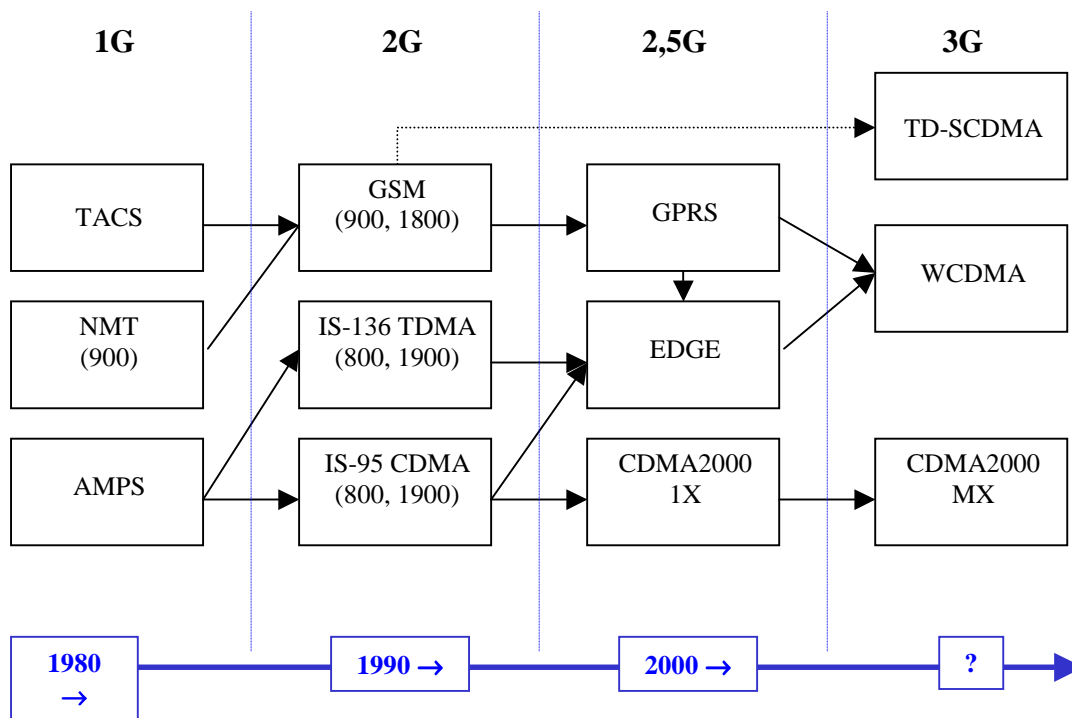 1G
2G
2,5G
3G
TD-SCDMA
TACS
GSM
(900, 1800)
GPRS
WCDMA
NMT
(900)
IS-136 TDMA
(800, 1900)
EDGE
AMPS
IS-95 CDMA
(800, 1900)
CDMA2000
1X
CDMA2000
MX
1980
→
1990 →
2000 →
?